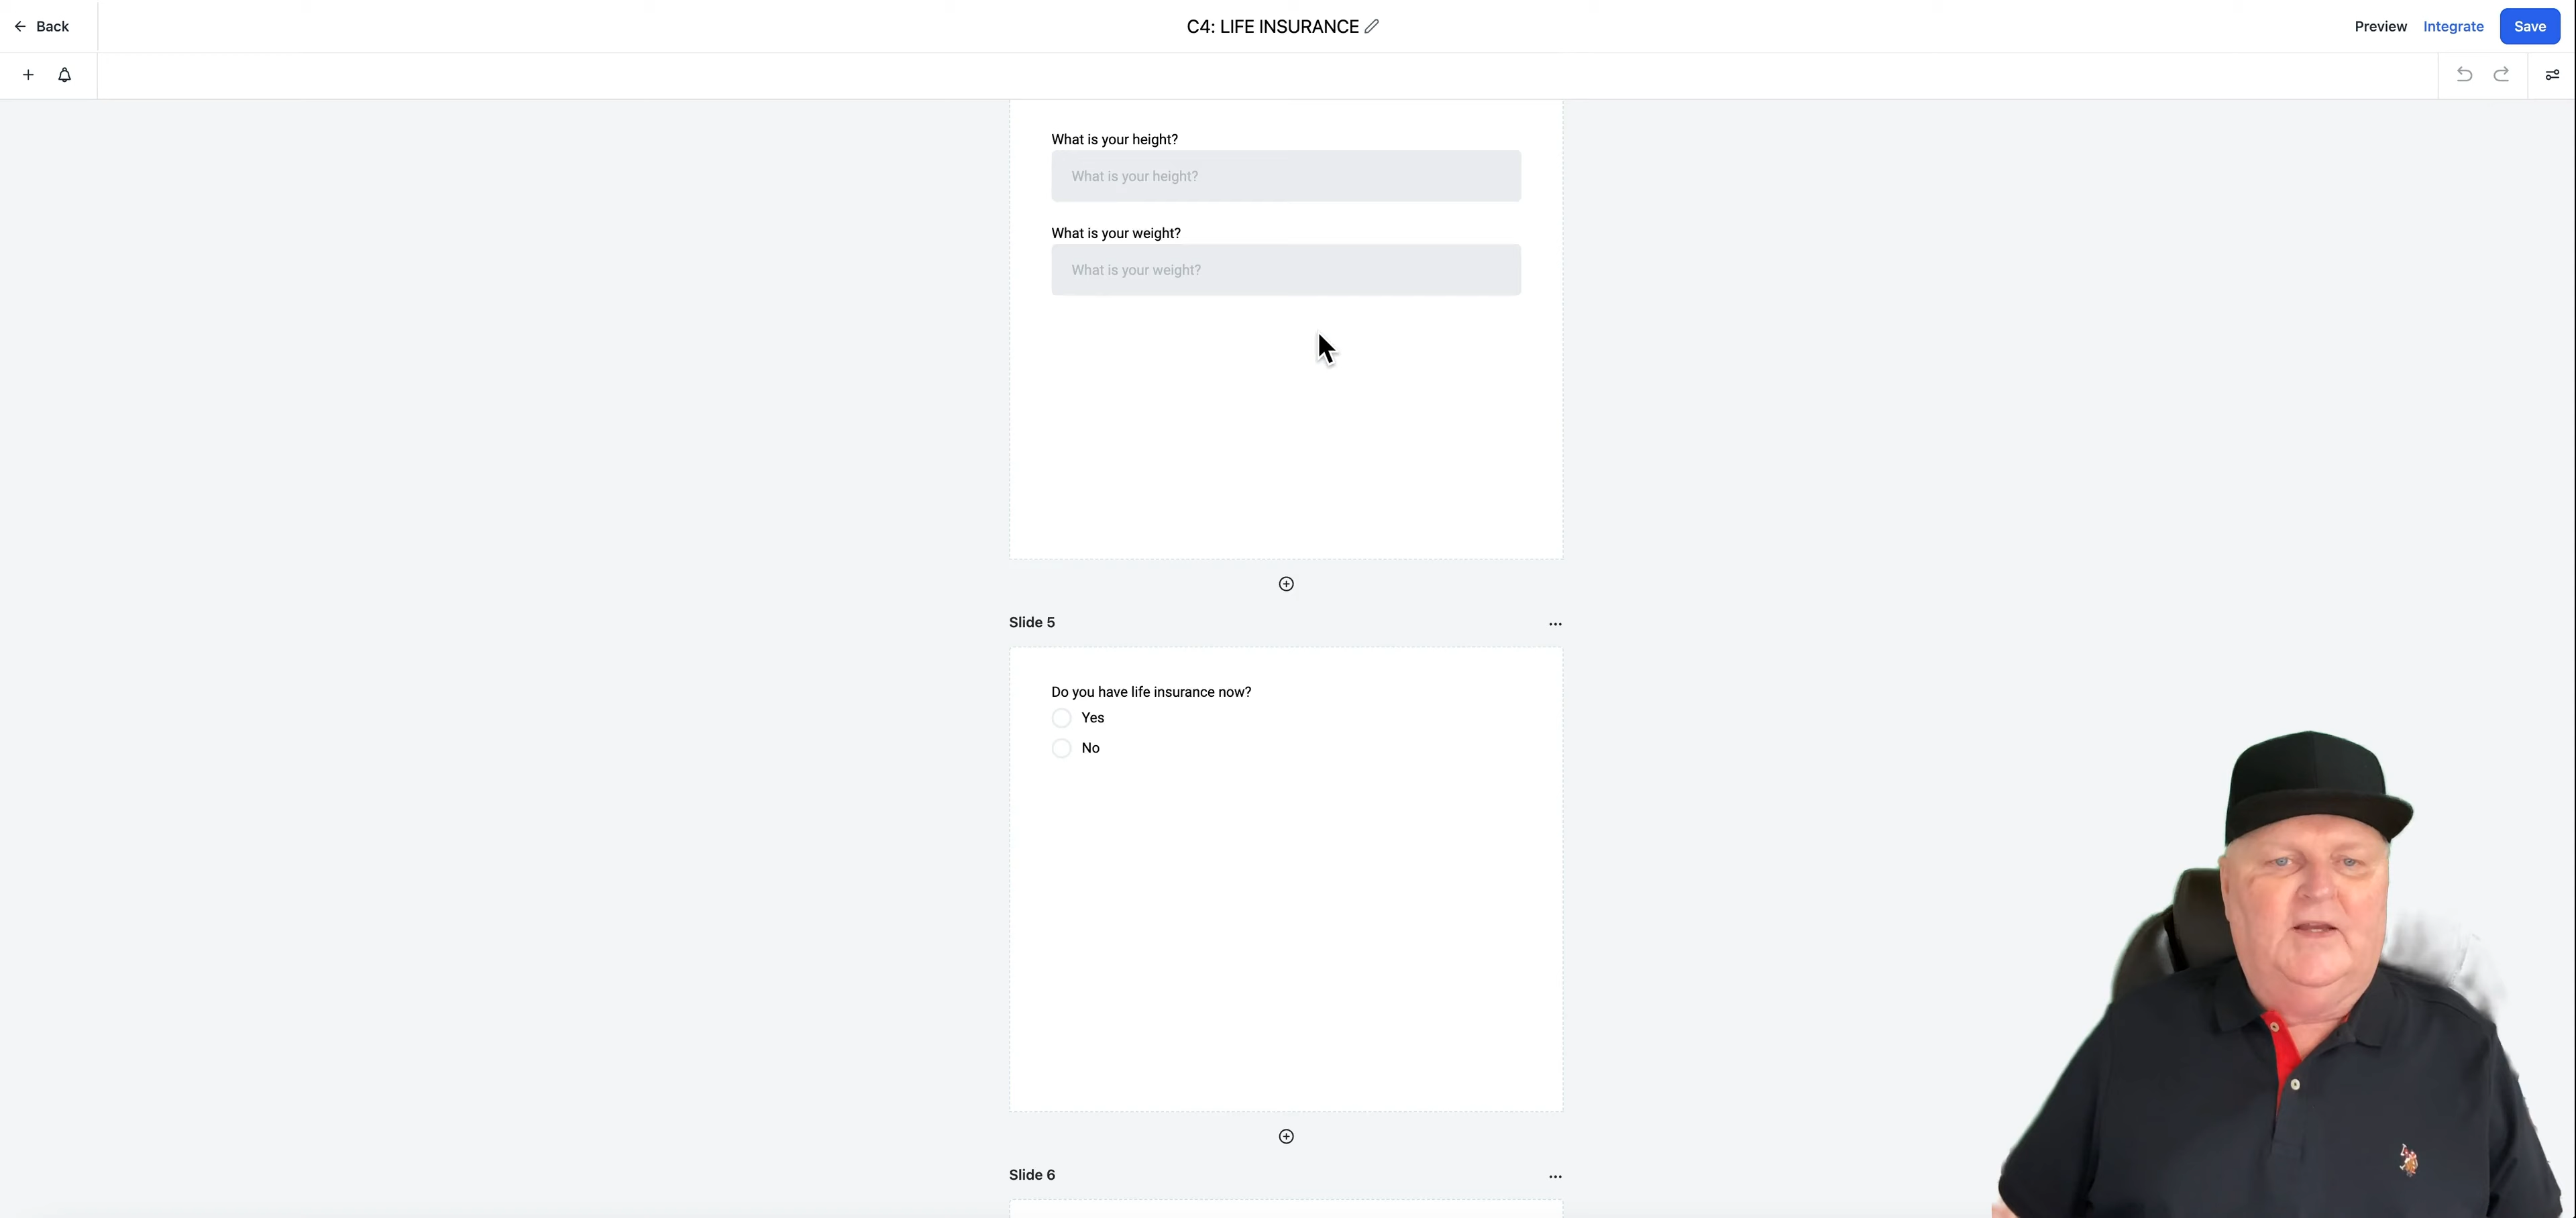 Back
C4: LIFE INSURANCE
Preview
Integrate
Save
What is your height?
What is your height?
What is your weight?
What is your weight?
Slide 5
Do you have life insurance now?
Yes
No
Slide 6